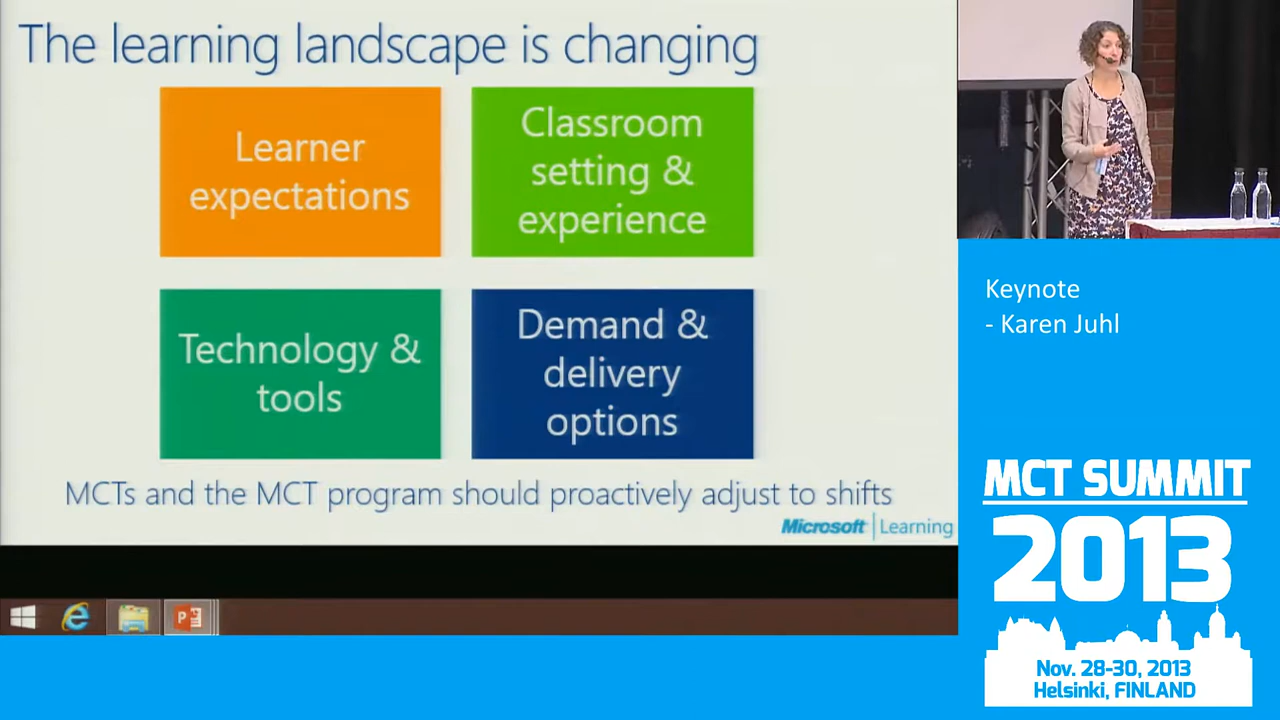 The learning landscape is changing
Learner
expectations
Classroom
setting &
experience
Technology &
tools
Demand &
delivery
options
MCTs and the MCT program should proactively adjust to shifts
Microsoft | Learning
Keynote
- Karen Juhl
MCT SUMMIT
2013
Nov. 28-30, 2013
Helsinki, FINLAND